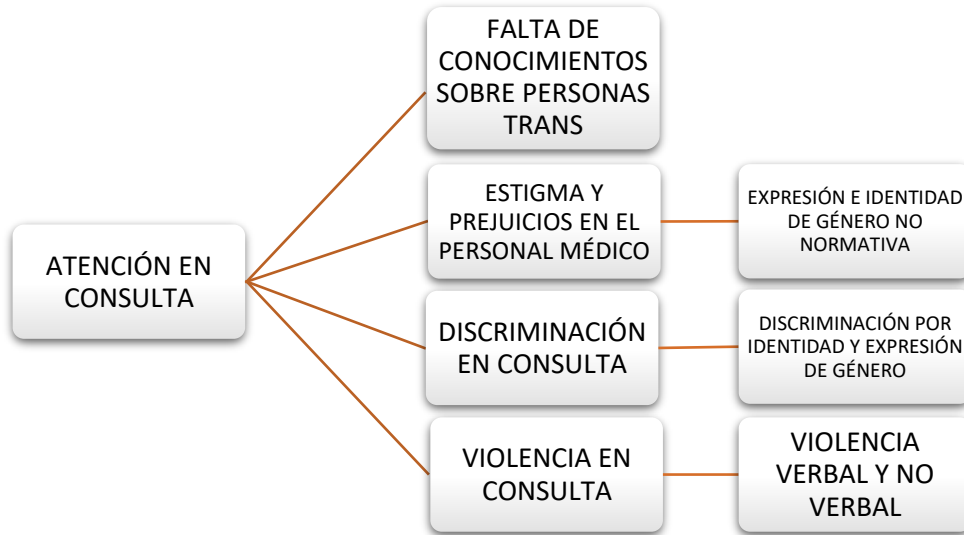 FALTA DE
CONOCIMIENTOS
SOBRE PERSONAS
TRANS
ESTIGMA Y
PREJUICIOS EN EL
PERSONAL MÉDICO
EXPRESIÓN E IDENTIDAD
DE GÉNERO NO
NORMATIVA
ATENCIÓN EN
CONSULTA
DISCRIMINACIÓN
EN CONSULTA
DISCRIMINACIÓN POR
IDENTIDAD Y EXPRESIÓN
DE GÉNERO
VIOLENCIA EN
CONSULTA
VIOLENCIA
VERBAL Y NO
VERBAL